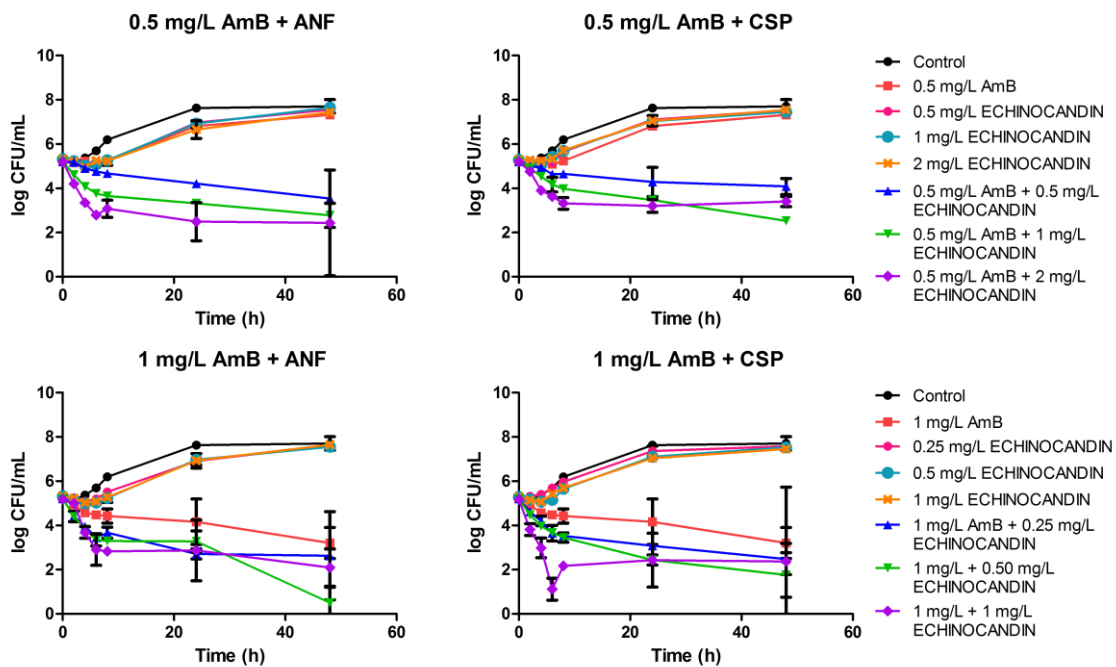 0.5 mg/L AmB + ANF
10
8
6
4
2
0
log CFU/mL
0
20
40
60
Time (h)
0.5 mg/L AmB + CSP
10
8
6
4
2
0
log CFU/mL
0
20
40
60
Time (h)
Control
0.5 mg/L AmB
0.5 mg/L ECHINOCANDIN
1 mg/L ECHINOCANDIN
2 mg/L ECHINOCANDIN
0.5 mg/L AmB + 0.5 mg/L
ECHINOCANDIN
0.5 mg/L AmB + 1 mg/L
ECHINOCANDIN
0.5 mg/L AmB + 2 mg/L
ECHINOCANDIN
1 mg/L AmB + ANF
10
8
6
4
2
0
log CFU/mL
0
20
40
60
Time (h)
1 mg/L AmB + CSP
10
8
6
4
2
0
log CFU/mL
0
20
40
60
Time (h)
Control
1 mg/L AmB
0.25 mg/L ECHINOCANDIN
0.5 mg/L ECHINOCANDIN
1 mg/L ECHINOCANDIN
1 mg/L AmB + 0.25 mg/L
ECHINOCANDIN
1 mg/L + 0.50 mg/L
ECHINOCANDIN
1 mg/L + 1 mg/L
ECHINOCANDIN